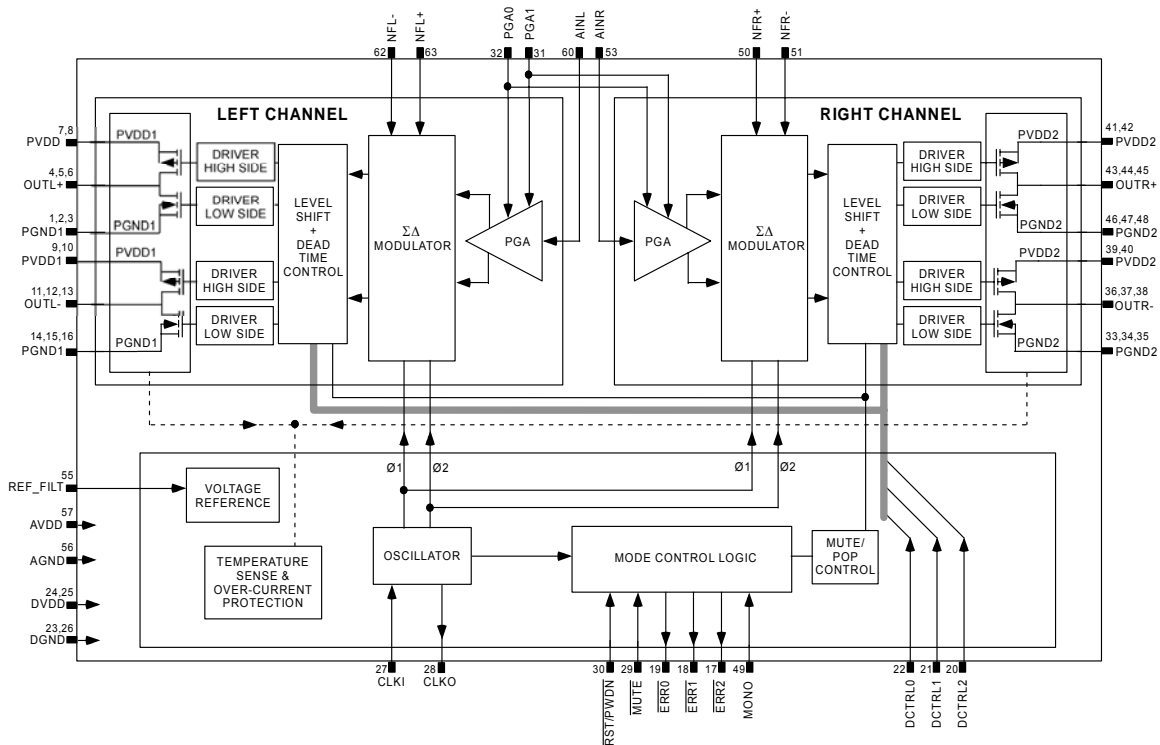 NFL-
NFL+
PGA0
PGA1
AINL
AINR
NFR+
NFR-
62
63
32
31
60
53
50
51
LEFT CHANNEL
RIGHT CHANNEL
7,8
PVDD
4,5,6
OUTL+
1,2,3
PGND1
9,10
PVDD1
11,12,13
OUTL-
14,15,16
PGND1
PVDD1
PGND1
PVDD1
PGND1
DRIVER
HIGH SIDE
DRIVER
LOW SIDE
DRIVER
HIGH SIDE
DRIVER
LOW SIDE
LEVEL
SHIFT
+
DEAD
TIME
CONTROL
ΣΔ
MODULATOR
PGA
PGA
ΣΔ
MODULATOR
LEVEL
SHIFT
+
DEAD
TIME
CONTROL
DRIVER
HIGH SIDE
DRIVER
LOW SIDE
DRIVER
HIGH SIDE
DRIVER
LOW SIDE
PVDD2
PGND2
PVDD2
PGND2
41,42
PVDD2
43,44,45
OUTR+
46,47,48
PGND2
39,40
PVDD2
36,37,38
OUTR-
33,34,35
PGND2
Ø1
Ø2
Ø1
Ø2
55
REF_FILT
57
AVDD
56
AGND
24,25
DVDD
23,26
DGND
VOLTAGE
REFERENCE
TEMPERATURE
SENSE &
OVER-CURRENT
PROTECTION
OSCILLATOR
MODE CONTROL LOGIC
MUTE/
POP
CONTROL
27
28
30
29
19
18
17
49
22
21
20
CLKI
CLKO
RST/PWDN
MUTE
ERR0
ERR1
ERR2
MONO
DCTRL0
DCTRL1
DCTRL2